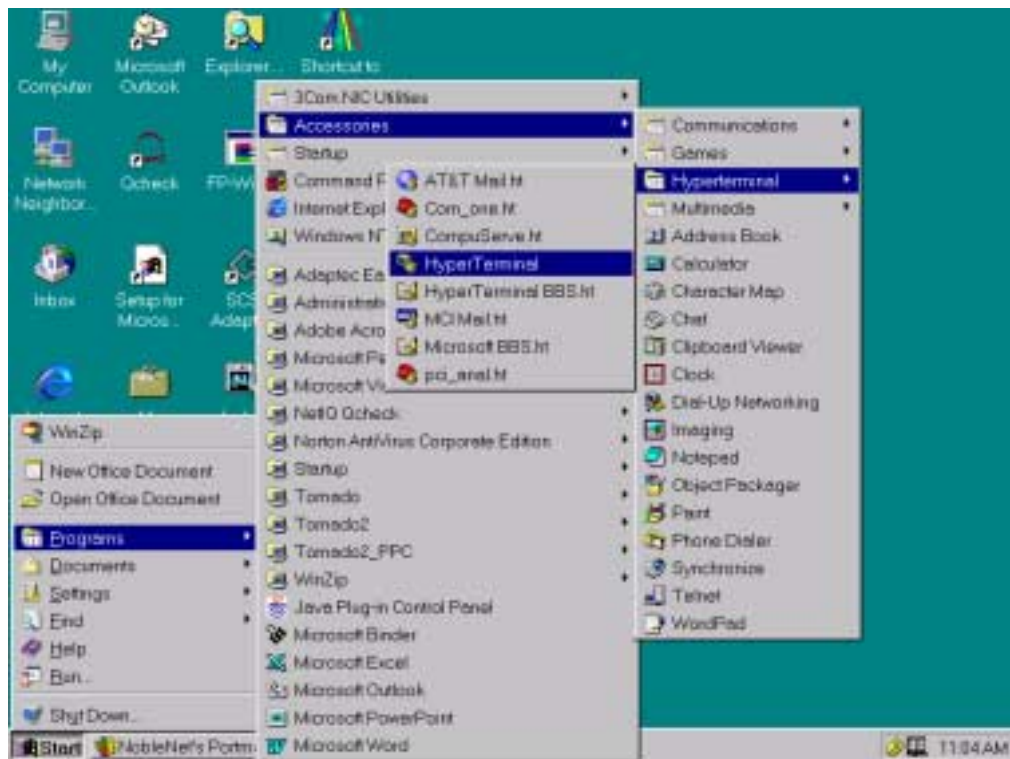 My Computer
Microsoft Outlook
Explorer...
Shortcut to
Network Neighbor...
Qcheck
FP-W
Inbox
Setup for Micros...
SCS Adapt
3Com NIC Utilities
Accessories
Startup
Command P
Internet Expl
Windows NT
Adaptec Ea
Administrati
Adobe Acro
Microsoft Pe
Microsoft Vis
NetIQ Qcheck
Norton AntiVirus Corporate Edition
Startup
Tornado
Tornado2
Tornado2_PPC
WinZip
Java Plug-in Control Panel
Microsoft Binder
Microsoft Excel
Microsoft Outlook
Microsoft PowerPoint
Microsoft Word
AT&T Mail.ht
Com_one.ht
CompuServe.ht
HyperTerminal
HyperTerminal BBS.ht
MCI Mail.ht
Microsoft BBS.ht
pci_anal.ht
Communications
Games
Hyperterminal
Multimedia
Address Book
Calculator
Character Map
Chat
Clipboard Viewer
Clock
Dial-Up Networking
Imaging
Notepad
Object Packager
Paint
Phone Dialer
Synchronize
Telnet
WordPad
WinZip
New Office Document
Open Office Document
Programs
Documents
Settings
Find
Help
Run...
Shut Down...
Start
NobleNet's Portm
11:04 AM